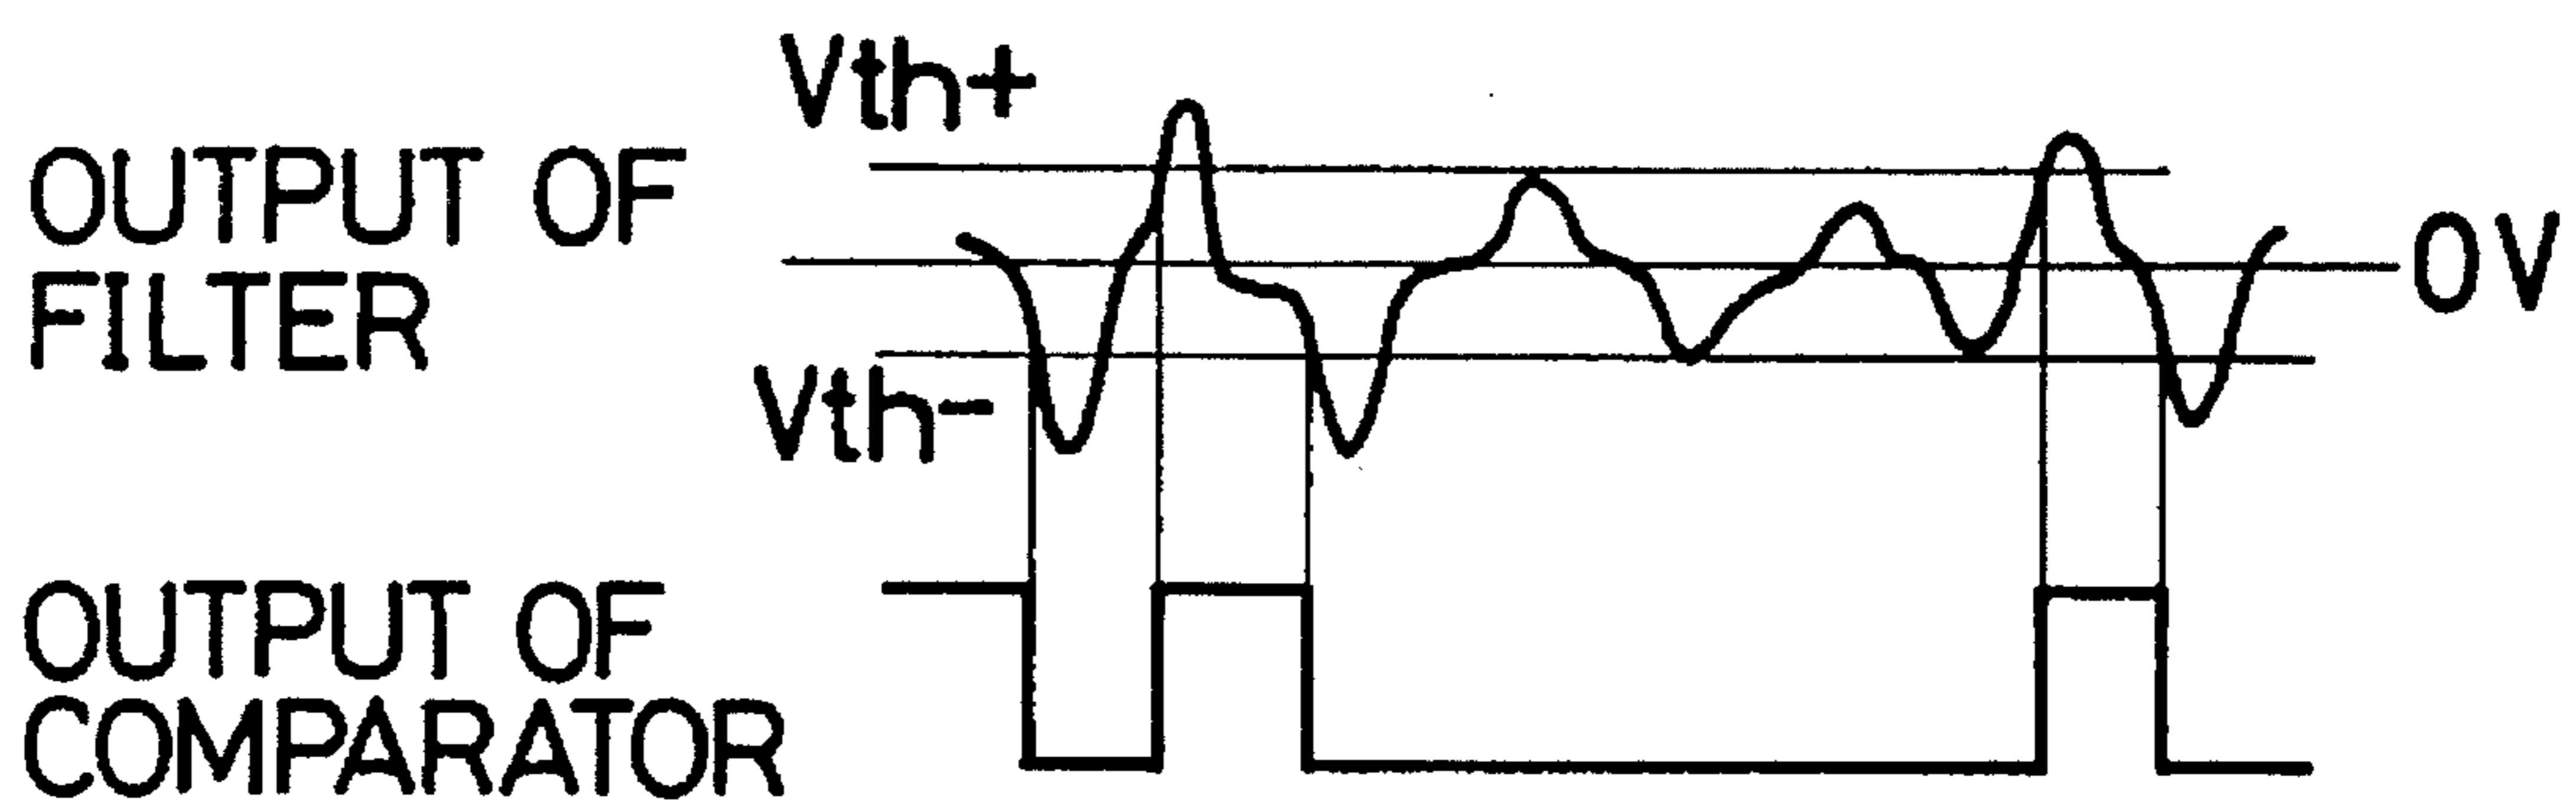 Vth+
OUTPUT OF
FILTER
0V
Vth-
OUTPUT OF
COMPARATOR